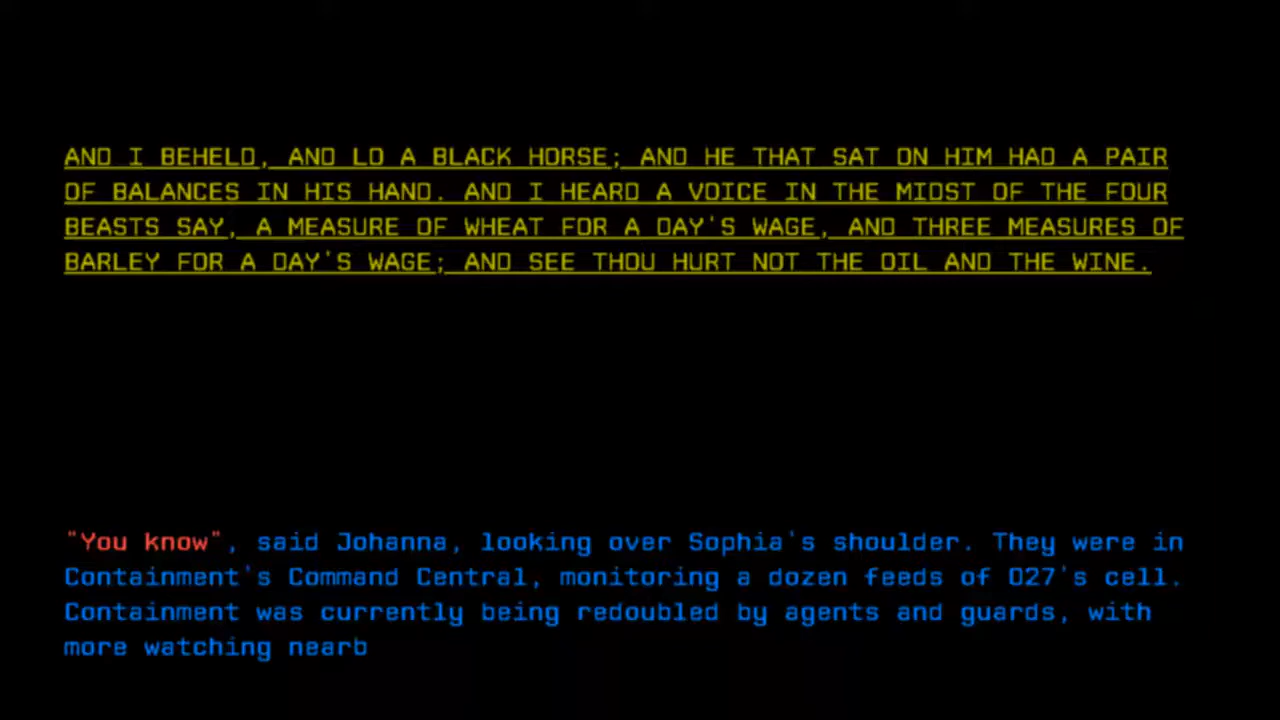 AND I BEHELD, AND LO A BLACK HORSE; AND HE THAT SAT ON HIM HAD A PAIR
OF BALANCES IN HIS HAND. AND I HEARD A VOICE IN THE MIDST OF THE FOUR
BEASTS SAY, A MEASURE OF WHEAT FOR A DAY'S WAGE, AND THREE MEASURES OF
BARLEY FOR A DAY'S WAGE; AND SEE THOU HURT NOT THE OIL AND THE WINE.
"You know", said Johanna, looking over Sophia's shoulder. They were in
Containment's Command Central, monitoring a dozen feeds of 027's cell.
Containment was currently being redoubled by agents and guards, with
more watching nearb